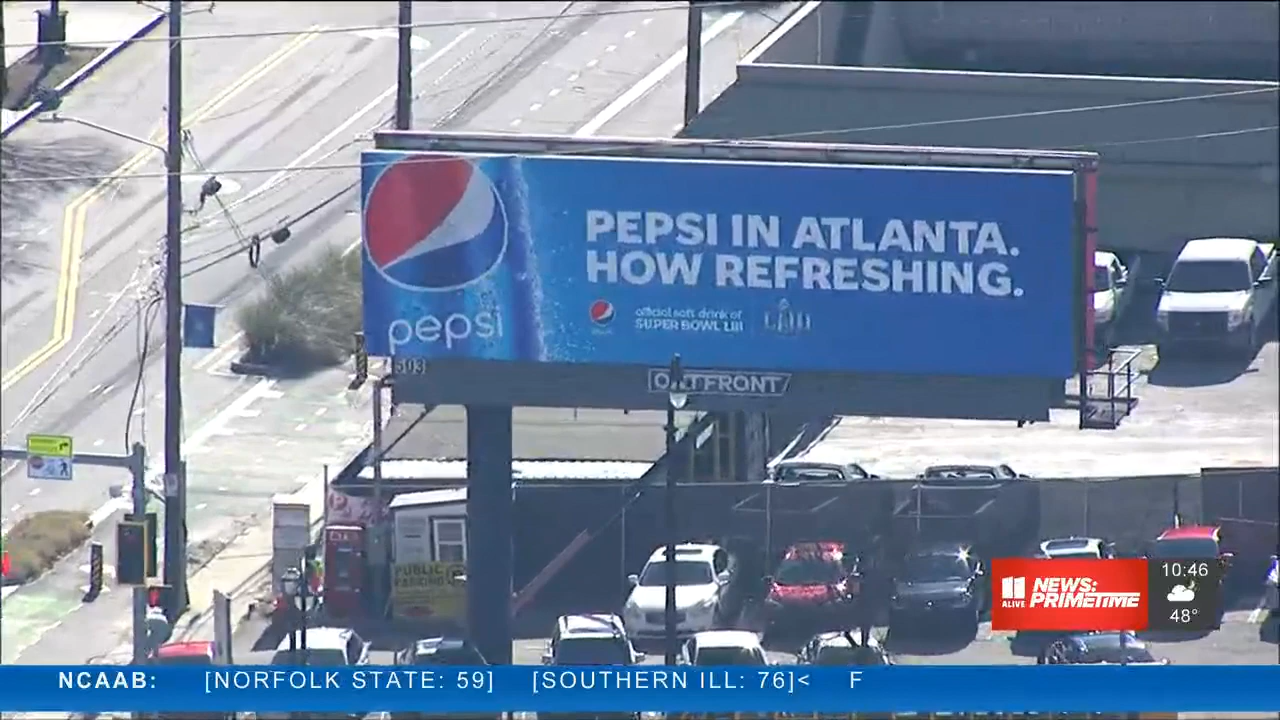 PEPSI IN ATLANTA.
HOW REFRESHING.
pepsi
official soft drink of
SUPER BOWL LIII
LIII
503
OUTFRONT/
ATM
PUBLIC
PARKING
11 ALIVE NEWS: PRIMETIME
10:46
48°
NCAAB: [NORFOLK STATE: 59] [SOUTHERN ILL: 76]< F